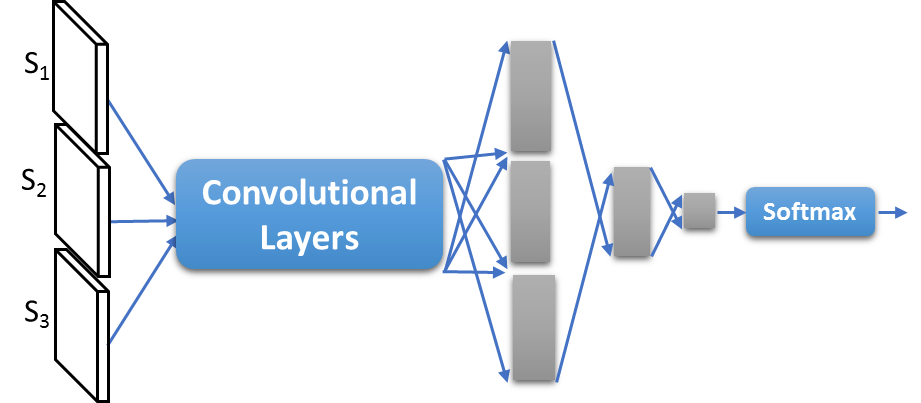 S₁
S₂
S₃
Convolutional
Layers
Softmax